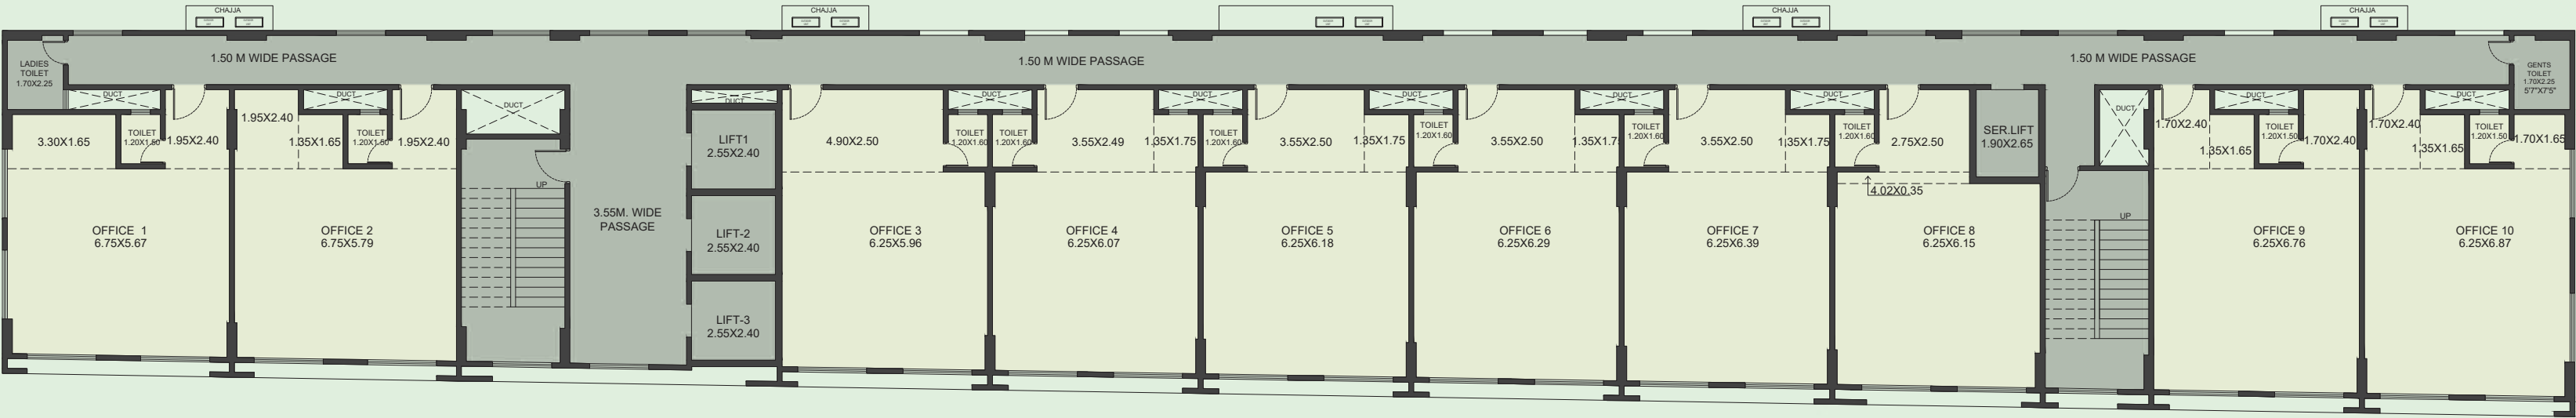 CHAJJA
CHAJJA
CHAJJA
CHAJJA
1.50 M WIDE PASSAGE
1.50 M WIDE PASSAGE
1.50 M WIDE PASSAGE
LADIES
TOILET
1.70X2.25
GENTS
TOILET
1.70X2.25
5'7"X7'5"
DUCT
3.30X1.65
TOILET
1.20X1.50
1.95X2.40
OFFICE 1
6.75X5.67
1.95X2.40
DUCT
1.35X1.65
TOILET
1.20X1.50
1.95X2.40
OFFICE 2
6.75X5.79
DUCT
UP
3.55M. WIDE
PASSAGE
DUCT
LIFT1
2.55X2.40
LIFT-2
2.55X2.40
LIFT-3
2.55X2.40
4.90X2.50
DUCT
TOILET
1.20X1.60
OFFICE 3
6.25X5.96
TOILET
1.20X1.60
3.55X2.49
DUCT
1.35X1.75
OFFICE 4
6.25X6.07
TOILET
1.20X1.60
3.55X2.50
DUCT
1.35X1.75
OFFICE 5
6.25X6.18
TOILET
1.20X1.60
3.55X2.50
DUCT
1.35X1.75
OFFICE 6
6.25X6.29
TOILET
1.20X1.60
3.55X2.50
DUCT
1.35X1.75
OFFICE 7
6.25X6.39
TOILET
1.20X1.60
2.75X2.50
4.02X0.35
OFFICE 8
6.25X6.15
SER.LIFT
1.90X2.65
DUCT
UP
1.70X2.40
DUCT
1.35X1.65
TOILET
1.20X1.50
1.70X2.40
OFFICE 9
6.25X6.76
1.70X2.40
DUCT
1.35X1.65
TOILET
1.20X1.50
1.70X1.65
OFFICE 10
6.25X6.87